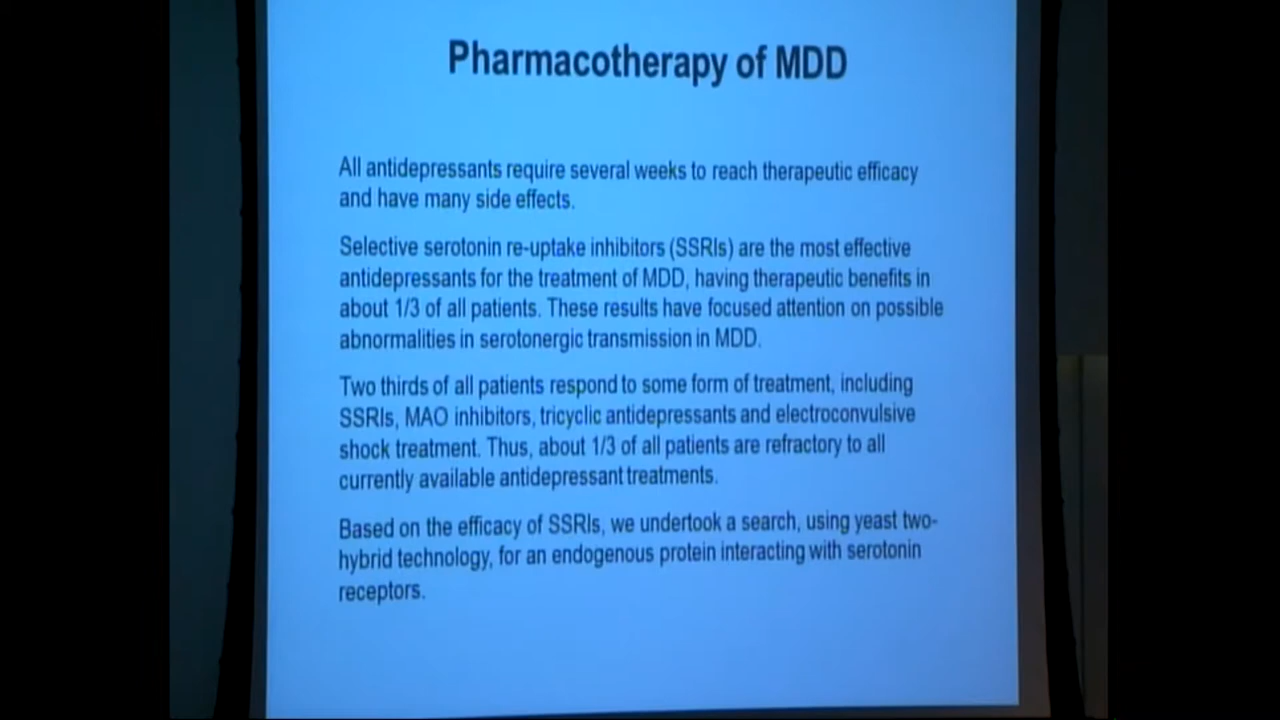 Pharmacotherapy of MDD
All antidepressants require several weeks to reach therapeutic efficacy
and have many side effects.
Selective serotonin re-uptake inhibitors (SSRIs) are the most effective
antidepressants for the treatment of MDD, having therapeutic benefits in
about 1/3 of all patients. These results have focused attention on possible
abnormalities in serotonergic transmission in MDD.
Two thirds of all patients respond to some form of treatment, including
SSRIs, MAO inhibitors, tricyclic antidepressants and electroconvulsive
shock treatment. Thus, about 1/3 of all patients are refractory to all
currently available antidepressant treatments.
Based on the efficacy of SSRIs, we undertook a search, using yeast two-
hybrid technology, for an endogenous protein interacting with serotonin
receptors.